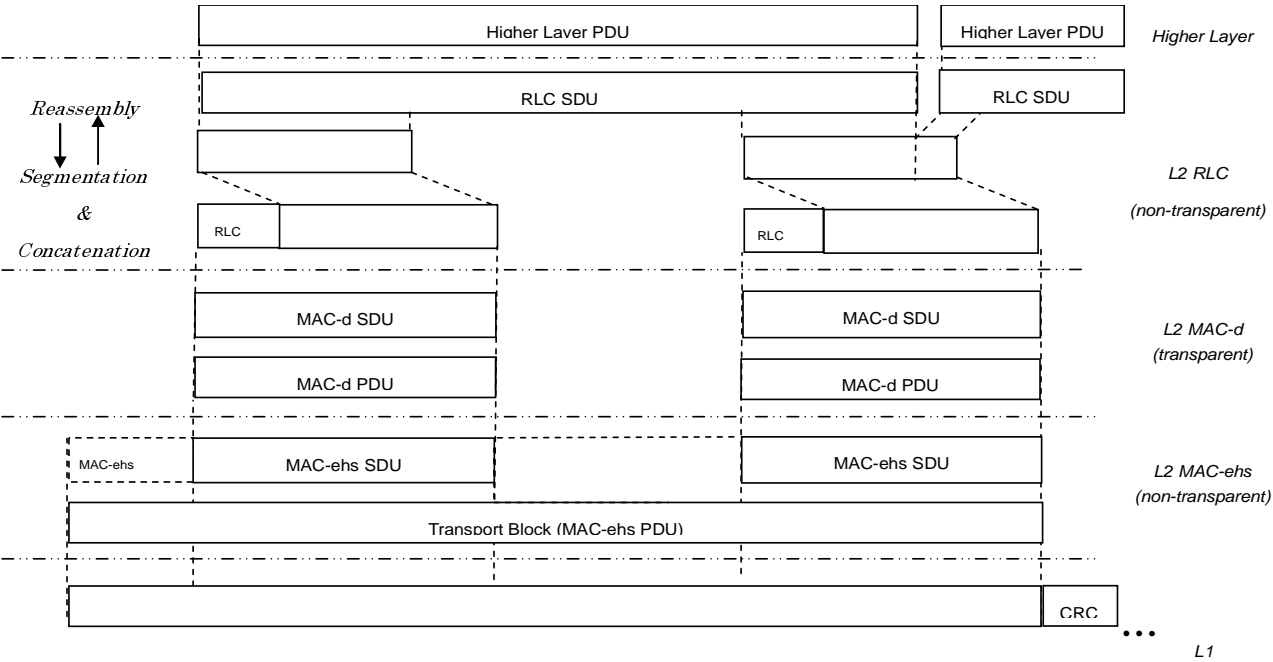 Higher Layer PDU
Higher Layer PDU
Higher Layer
RLC SDU
RLC SDU
Reassembly
Segmentation
&
Concatenation
L2 RLC
(non-transparent)
RLC
RLC
MAC-d SDU
MAC-d SDU
L2 MAC-d
(transparent)
MAC-d PDU
MAC-d PDU
MAC-ehs
MAC-ehs SDU
MAC-ehs SDU
L2 MAC-ehs
(non-transparent)
Transport Block (MAC-ehs PDU)
CRC
•••
L1